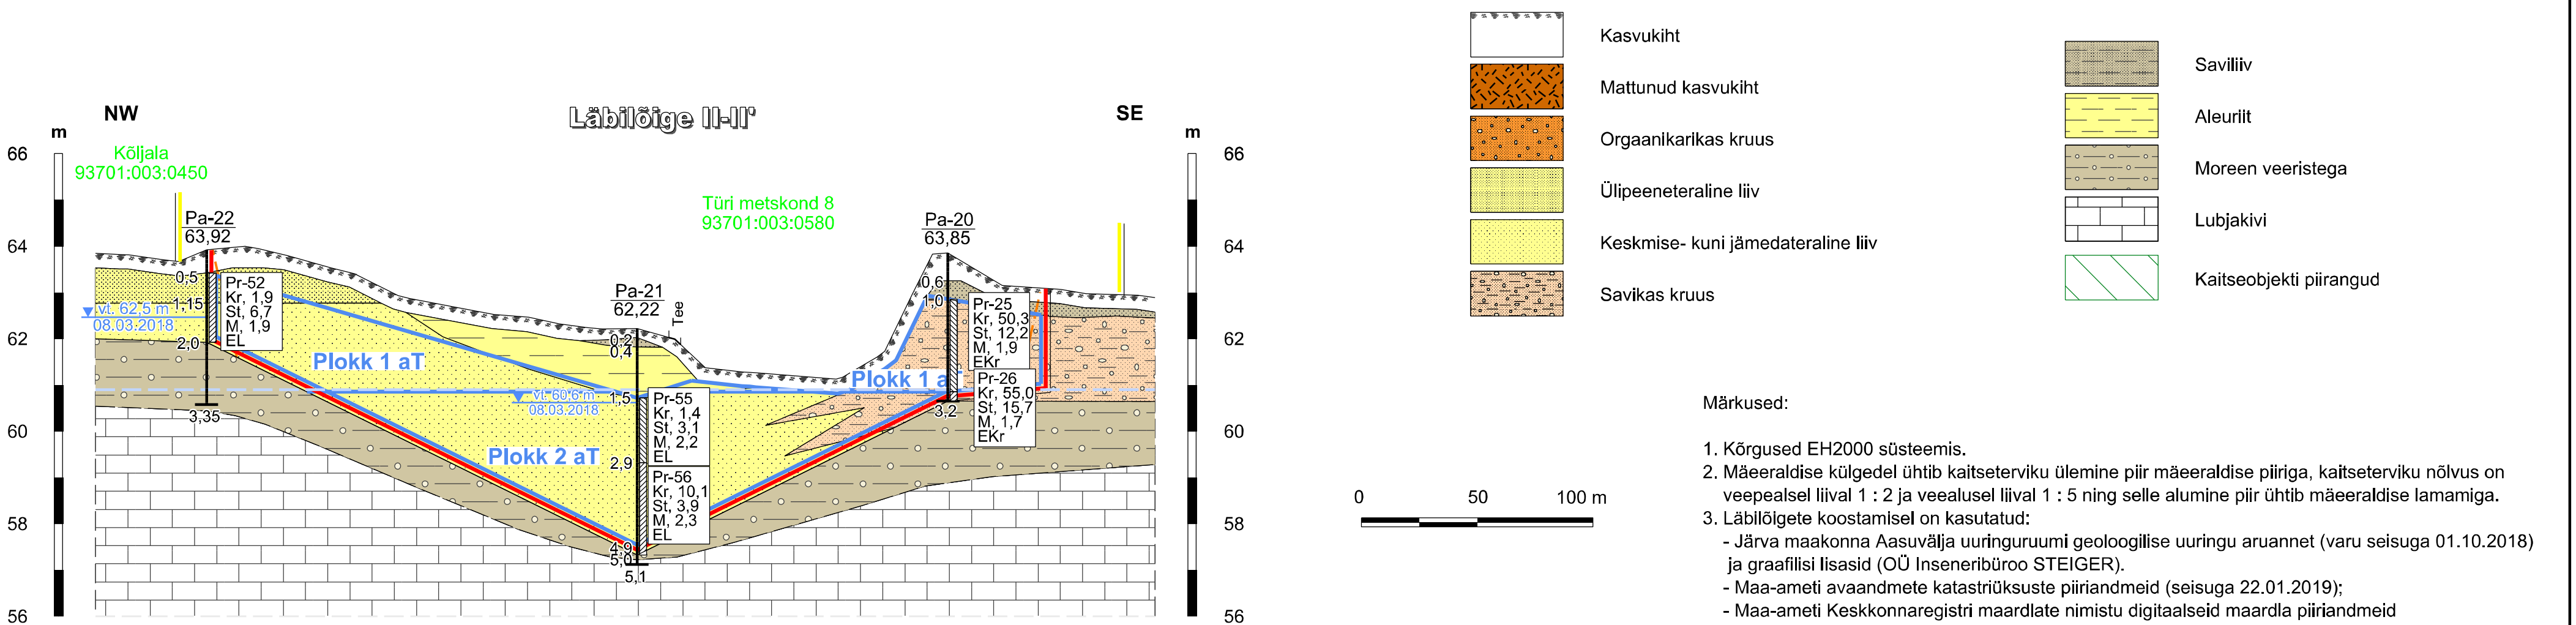 NW
Läbilõige II-II'
SE
m
m
66
64
62
60
58
56
66
64
62
60
58
56
Kõljala
93701:003:0450
Türi metskond 8
93701:003:0580
Pa-22
63,92
0,5
1,15
2,0
3,35
vt. 62,5 m
08.03.2018
Pr-52
Kr, 1,9
St, 6,7
M, 1,9
EL
Plokk 1 aT
Pa-21
62,22
Tee
0,2
0,4
1,5
2,9
4,9
5,0
5,1
vt. 60,6 m
08.03.2018
Pr-55
Kr, 1,4
St, 3,1
M, 2,2
EL
Pr-56
Kr, 10,1
St, 3,9
M, 2,3
EL
Plokk 2 aT
Pa-20
63,85
0,6
1,0
3,2
Pr-25
Kr, 50,3
St, 12,2
M, 1,9
EKr
Pr-26
Kr, 55,0
St, 15,7
M, 1,7
EKr
Plokk 1 aT
Kasvukiht
Mattunud kasvukiht
Orgaanikarikas kruus
Ülipeeneteraline liiv
Keskmise- kuni jämedateraline liiv
Savikas kruus
Saviliiv
Aleuriit
Moreen veeristega
Lubjakivi
Kaitseobjekti piirangud
0 50 100 m
Märkused:
1. Kõrgused EH2000 süsteemis.
2. Mäeeraldise külgedel ühtib kaitseterviku ülemine piir mäeeraldise piiriga, kaitseterviku nõlvus on
veepealsel liival 1 : 2 ja veealusel liival 1 : 5 ning selle alumine piir ühtib mäeeraldise lamamiga.
3. Läbilõigete koostamisel on kasutatud:
- Järva maakonna Aasuvälja uuringuruumi geoloogilise uuringu aruannet (varu seisuga 01.10.2018)
ja graafilisi lisasid (OÜ Inseneribüroo STEIGER).
- Maa-ameti avaandmete katastriüksuste piiriandmeid (seisuga 22.01.2019);
- Maa-ameti Keskkonnaregistri maardlate nimistu digitaalseid maardla piiriandmeid